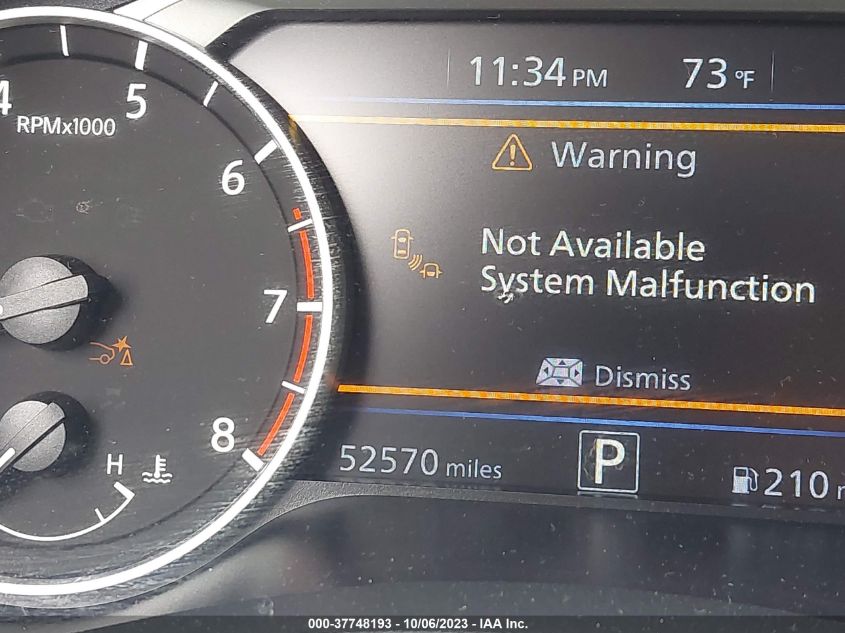 11:34 PM 73 °F
4
5
RPMx1000
Warning
6
Not Available
System Malfunction
7
Dismiss
8
H
52570 miles P 210
000-37748193 - 10/06/2023 - IAA Inc.